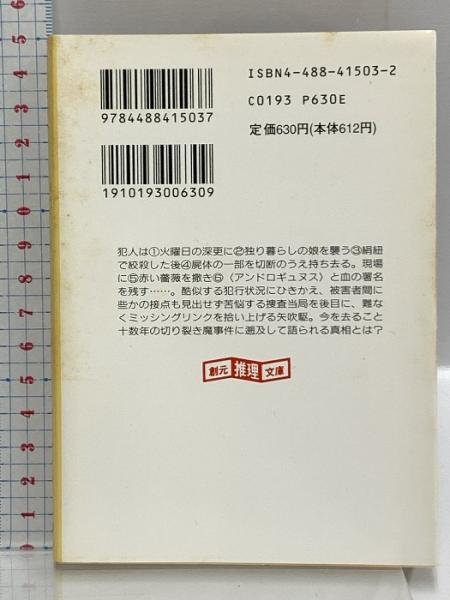 ISBN4-488-41503-2
C0193 P630E
定価630円(本体612円)
9784488415037
1910193006309
犯人は①火曜日の深更に②独り暮らしの娘を襲う③絹紐
で絞殺した後④屍体の一部を切断のうえ持ち去る。現場
に⑤赤い薔薇を撒き⑥〈アンドロギュヌス〉と血の署名
を残す……。酷似する犯行状況にひきかえ、被害者間に
些かの接点も見出せず苦悩する捜査当局を後目に、難な
くミッシングリンクを拾い上げる矢吹駆。今を去ること
十数年の切り裂き魔事件に遡及して語られる真相とは？
創元 推理 文庫